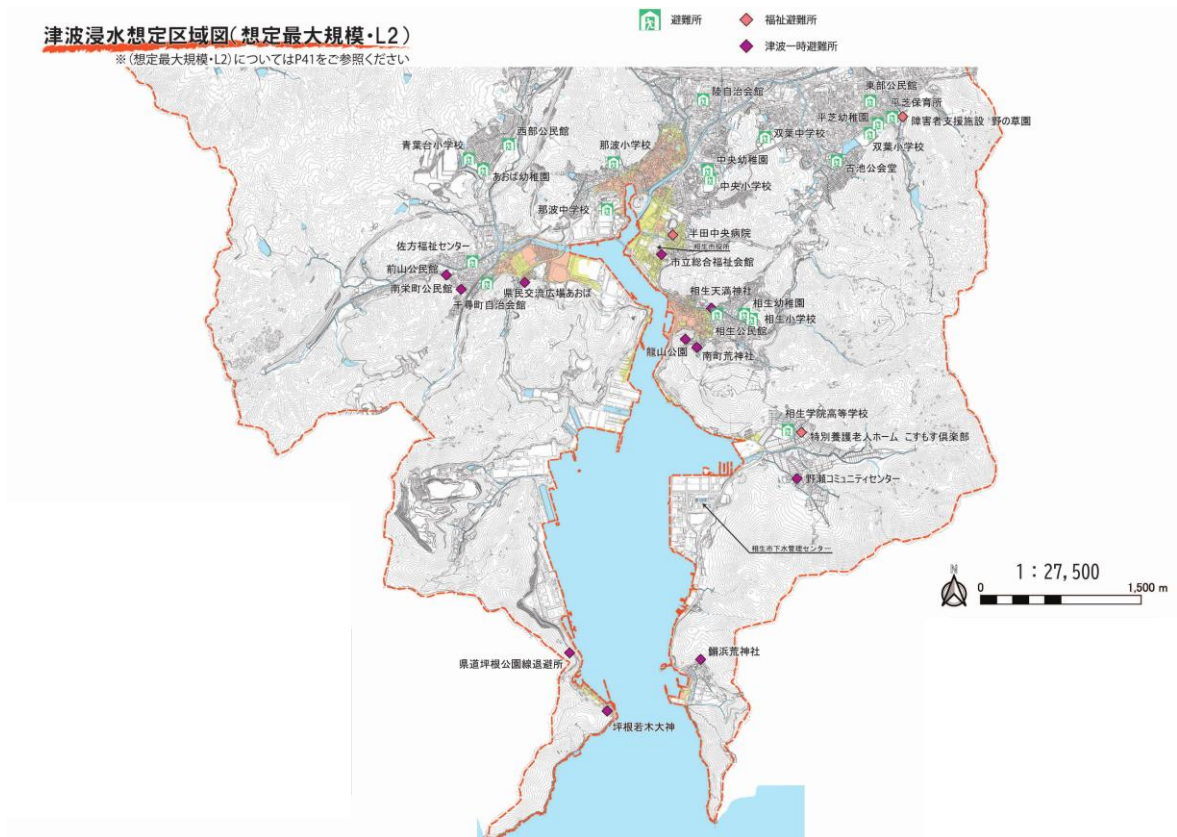 津波浸水想定区域図(想定最大規模・L2)
※(想定最大規模・L2)についてはP41をご参照ください
避難所
福祉避難所
津波一時避難所
陸自治会館
東部公民館
平芝保育所
平芝幼稚園
障害者支援施設 野の草園
双葉中学校
双葉小学校
西部公民館
青葉台小学校
那波小学校
あおば幼稚園
中央幼稚園
古池公会堂
中央小学校
那波中学校
半田中央病院
佐方福祉センター
相生市役所
市立総合福祉会館
前山公民館
南栄町公民館
県民交流広場あおば
千尋町自治会館
相生天満神社
相生幼稚園
相生小学校
相生公民館
龍山公園
南町荒神社
相生学院高等学校
特別養護老人ホーム こすもす倶楽部
野瀬コミュニティセンター
相生市下水管理センター
N
1:27,500
0
1,500 m
県道坪根公園線退避所
鰯浜荒神社
坪根若木大神